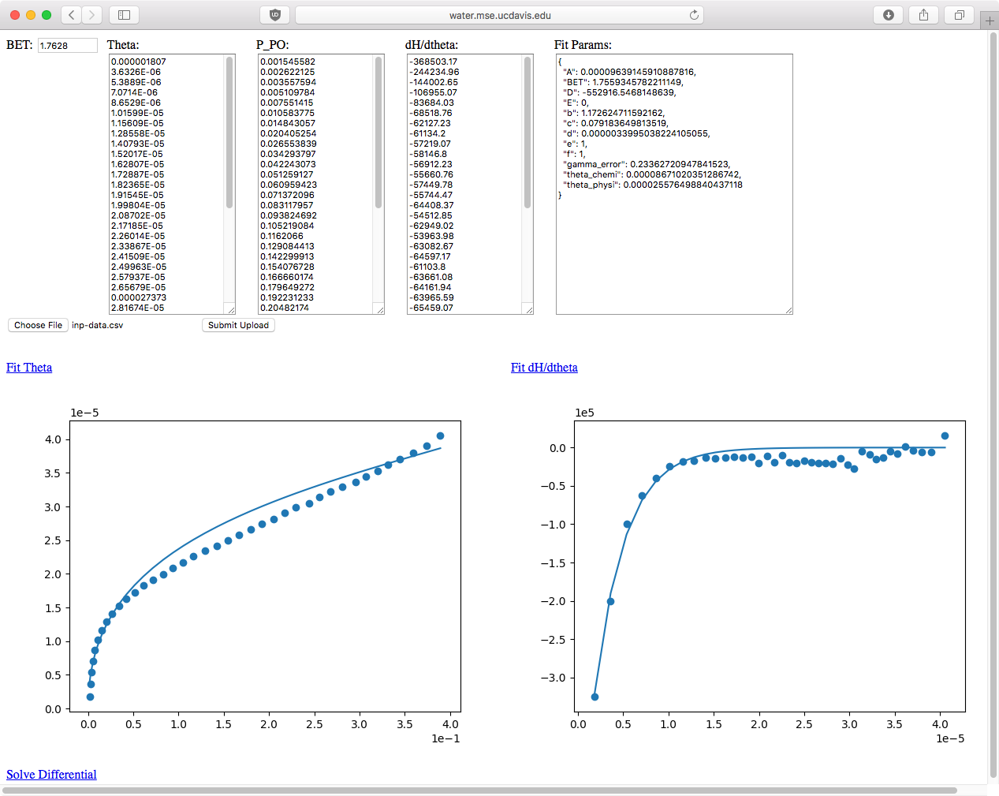 water.mse.ucdavis.edu
BET: 1.7628
Theta:
0.000001807
3.6326E-06
5.3889E-06
7.0714E-06
8.6529E-06
1.01599E-05
1.15609E-05
1.28558E-05
1.40793E-05
1.52017E-05
1.62807E-05
1.72887E-05
1.82365E-05
1.91545E-05
1.99804E-05
2.08702E-05
2.17185E-05
2.26014E-05
2.33867E-05
2.41509E-05
2.49963E-05
2.57937E-05
2.65679E-05
0.000027373
2.81674E-05
P_PO:
0.001545582
0.002622125
0.003557594
0.005109784
0.007551415
0.010583775
0.014843057
0.020405254
0.026553839
0.034293797
0.042243073
0.051259127
0.060959423
0.071372096
0.083117957
0.093824692
0.105219084
0.1162066
0.129084413
0.142299913
0.154076728
0.166660174
0.179649272
0.192231233
0.20482174
dH/dtheta:
-368503.17
-244234.96
-144002.65
-106955.07
-83684.03
-68518.76
-62127.23
-61134.2
-57219.07
-58146.8
-56912.23
-55660.76
-57449.78
-55744.47
-64408.37
-54512.85
-62949.02
-53963.98
-63082.67
-64597.17
-61103.8
-63661.08
-64161.94
-63965.59
-65459.07
Fit Params:
{
"A": 0.00009639145910887816,
"BET": 1.7559345782211149,
"D": -552916.5468148639,
"E": 0,
"b": 1.172624711592162,
"c": 0.079183649813519,
"d": 0.0000033995038224105055,
"e": 1,
"f": 1,
"gamma_error": 0.23362720947841523,
"theta_chemi": 0.00008671020351286742,
"theta_physi": 0.000025576498840437118
}
Choose File inp-data.csv Submit Upload
Fit Theta
1e−5
4.0
3.5
3.0
2.5
2.0
1.5
1.0
0.5
0.0
0.0 0.5 1.0 1.5 2.0 2.5 3.0 3.5 4.0
1e−1
Fit dH/dtheta
1e5
0.0
−0.5
−1.0
−1.5
−2.0
−2.5
−3.0
0.0 0.5 1.0 1.5 2.0 2.5 3.0 3.5 4.0
1e−5
Solve Differential